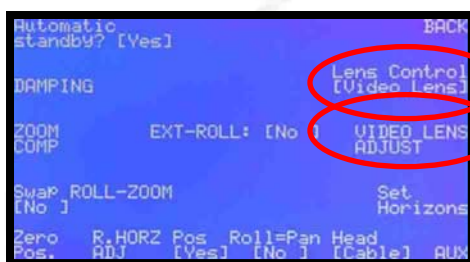 Automatic BACK
standby? [Yes]
Lens Control
DAMPING [Video Lens]
ZOOM EXT-ROLL: [No ] VIDEO LENS
COMP ADJUST
Swap ROLL-ZOOM Set
[No ] Horizons
Zero R.HORZ Pos Roll=Pan Head
Pos. ADJ [Yes] [No ] [Cable] AUX